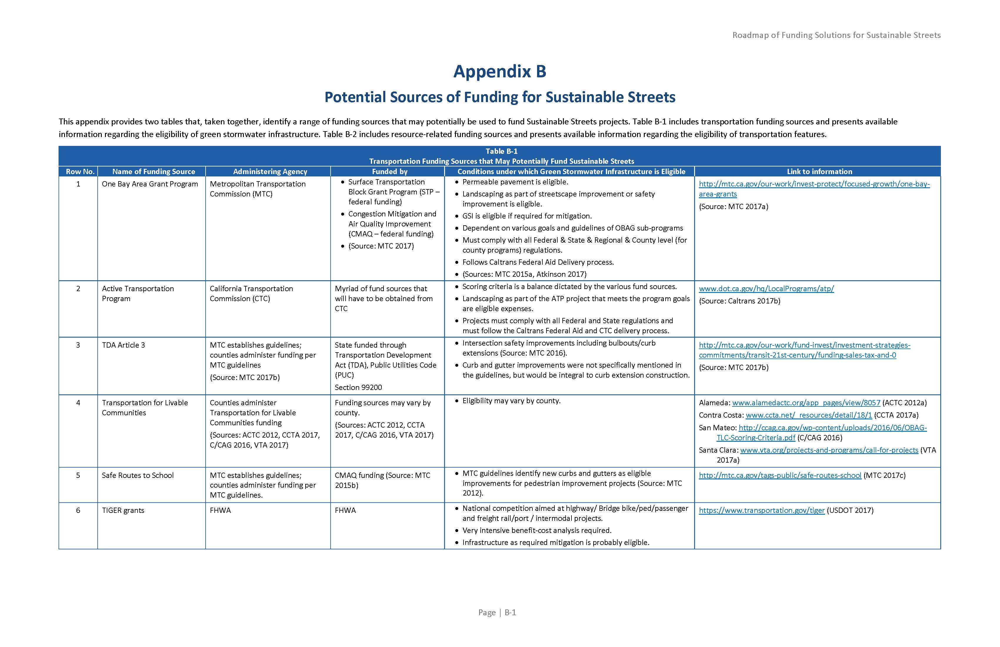 Roadmap of Funding Solutions for Sustainable Streets
Appendix B
Potential Sources of Funding for Sustainable Streets
This appendix provides two tables that, taken together, identify a range of funding sources that may potentially be used to fund Sustainable Streets projects. Table B-1 includes transportation funding sources and presents available
information regarding the eligibility of green stormwater infrastructure. Table B-2 includes resource-related funding sources and presents available information regarding the eligibility of transportation features.
Table B-1
Transportation Funding Sources that May Potentially Fund Sustainable Streets
Row No.
Name of Funding Source
Administering Agency
Funded by
Conditions under which Green Stormwater Infrastructure is Eligible
Link to information
1
One Bay Area Grant Program
Metropolitan Transportation
Commission (MTC)
• Surface Transportation
Block Grant Program (STP –
federal funding)
• Congestion Mitigation and
Air Quality Improvement
(CMAQ – federal funding)
• (Source: MTC 2017)
• Permeable pavement is eligible.
• Landscaping as part of streetscape improvement or safety
improvement is eligible.
• GSI is eligible if required for mitigation.
• Dependent on various goals and guidelines of OBAG sub-programs
• Must comply with all Federal & State & Regional & County level (for
county programs) regulations.
• Follows Caltrans Federal Aid Delivery process.
• (Sources: MTC 2015a, Atkinson 2017)
http://mtc.ca.gov/our-work/invest-protect/focused-growth/one-bay-
area-grants
(Source: MTC 2017a)
2
Active Transportation
Program
California Transportation
Commission (CTC)
Myriad of fund sources that
will have to be obtained from
CTC
• Scoring criteria is a balance dictated by the various fund sources.
• Landscaping as part of the ATP project that meets the program goals
are eligible expenses.
• Projects must comply with all Federal and State regulations and
must follow the Caltrans Federal Aid and CTC delivery process.
www.dot.ca.gov/hq/LocalPrograms/atp/
(Source: Caltrans 2017b)
3
TDA Article 3
MTC establishes guidelines;
counties administer funding per
MTC guidelines
(Source: MTC 2017b)
State funded through
Transportation Development
Act (TDA), Public Utilities Code
(PUC)
Section 99200
• Intersection safety improvements including bulbouts/curb
extensions (Source: MTC 2016).
• Curb and gutter improvements were not specifically mentioned in
the guidelines, but would be integral to curb extension construction.
http://mtc.ca.gov/our-work/fund-invest/investment-strategies-
commitments/transit-21st-century/funding-sales-tax-and-0
(Source: MTC 2017b)
4
Transportation for Livable
Communities
Counties administer
Transportation for Livable
Communities funding
(Sources: ACTC 2012, CCTA 2017,
C/CAG 2016, VTA 2017)
Funding sources may vary by
county.
(Sources: ACTC 2012, CCTA
2017, C/CAG 2016, VTA 2017)
• Eligibility may vary by county.
Alameda: www.alamedactc.org/app_pages/view/8057 (ACTC 2012a)
Contra Costa: www.ccta.net/_resources/detail/18/1 (CCTA 2017a)
San Mateo: http://ccag.ca.gov/wp-content/uploads/2016/06/OBAG-
TLC-Scoring-Criteria.pdf (C/CAG 2016)
Santa Clara: www.vta.org/projects-and-programs/call-for-projects (VTA
2017a)
5
Safe Routes to School
MTC establishes guidelines;
counties administer funding per
MTC guidelines.
CMAQ funding (Source: MTC
2015b)
• MTC guidelines identify new curbs and gutters as eligible
improvements for pedestrian improvement projects (Source: MTC
2012).
http://mtc.ca.gov/tags-public/safe-routes-school (MTC 2017c)
6
TIGER grants
FHWA
FHWA
• National competition aimed at highway/ Bridge bike/ped/passenger
and freight rail/port / intermodal projects.
• Very intensive benefit-cost analysis required.
• Infrastructure as required mitigation is probably eligible.
https://www.transportation.gov/tiger (USDOT 2017)
Page | B-1